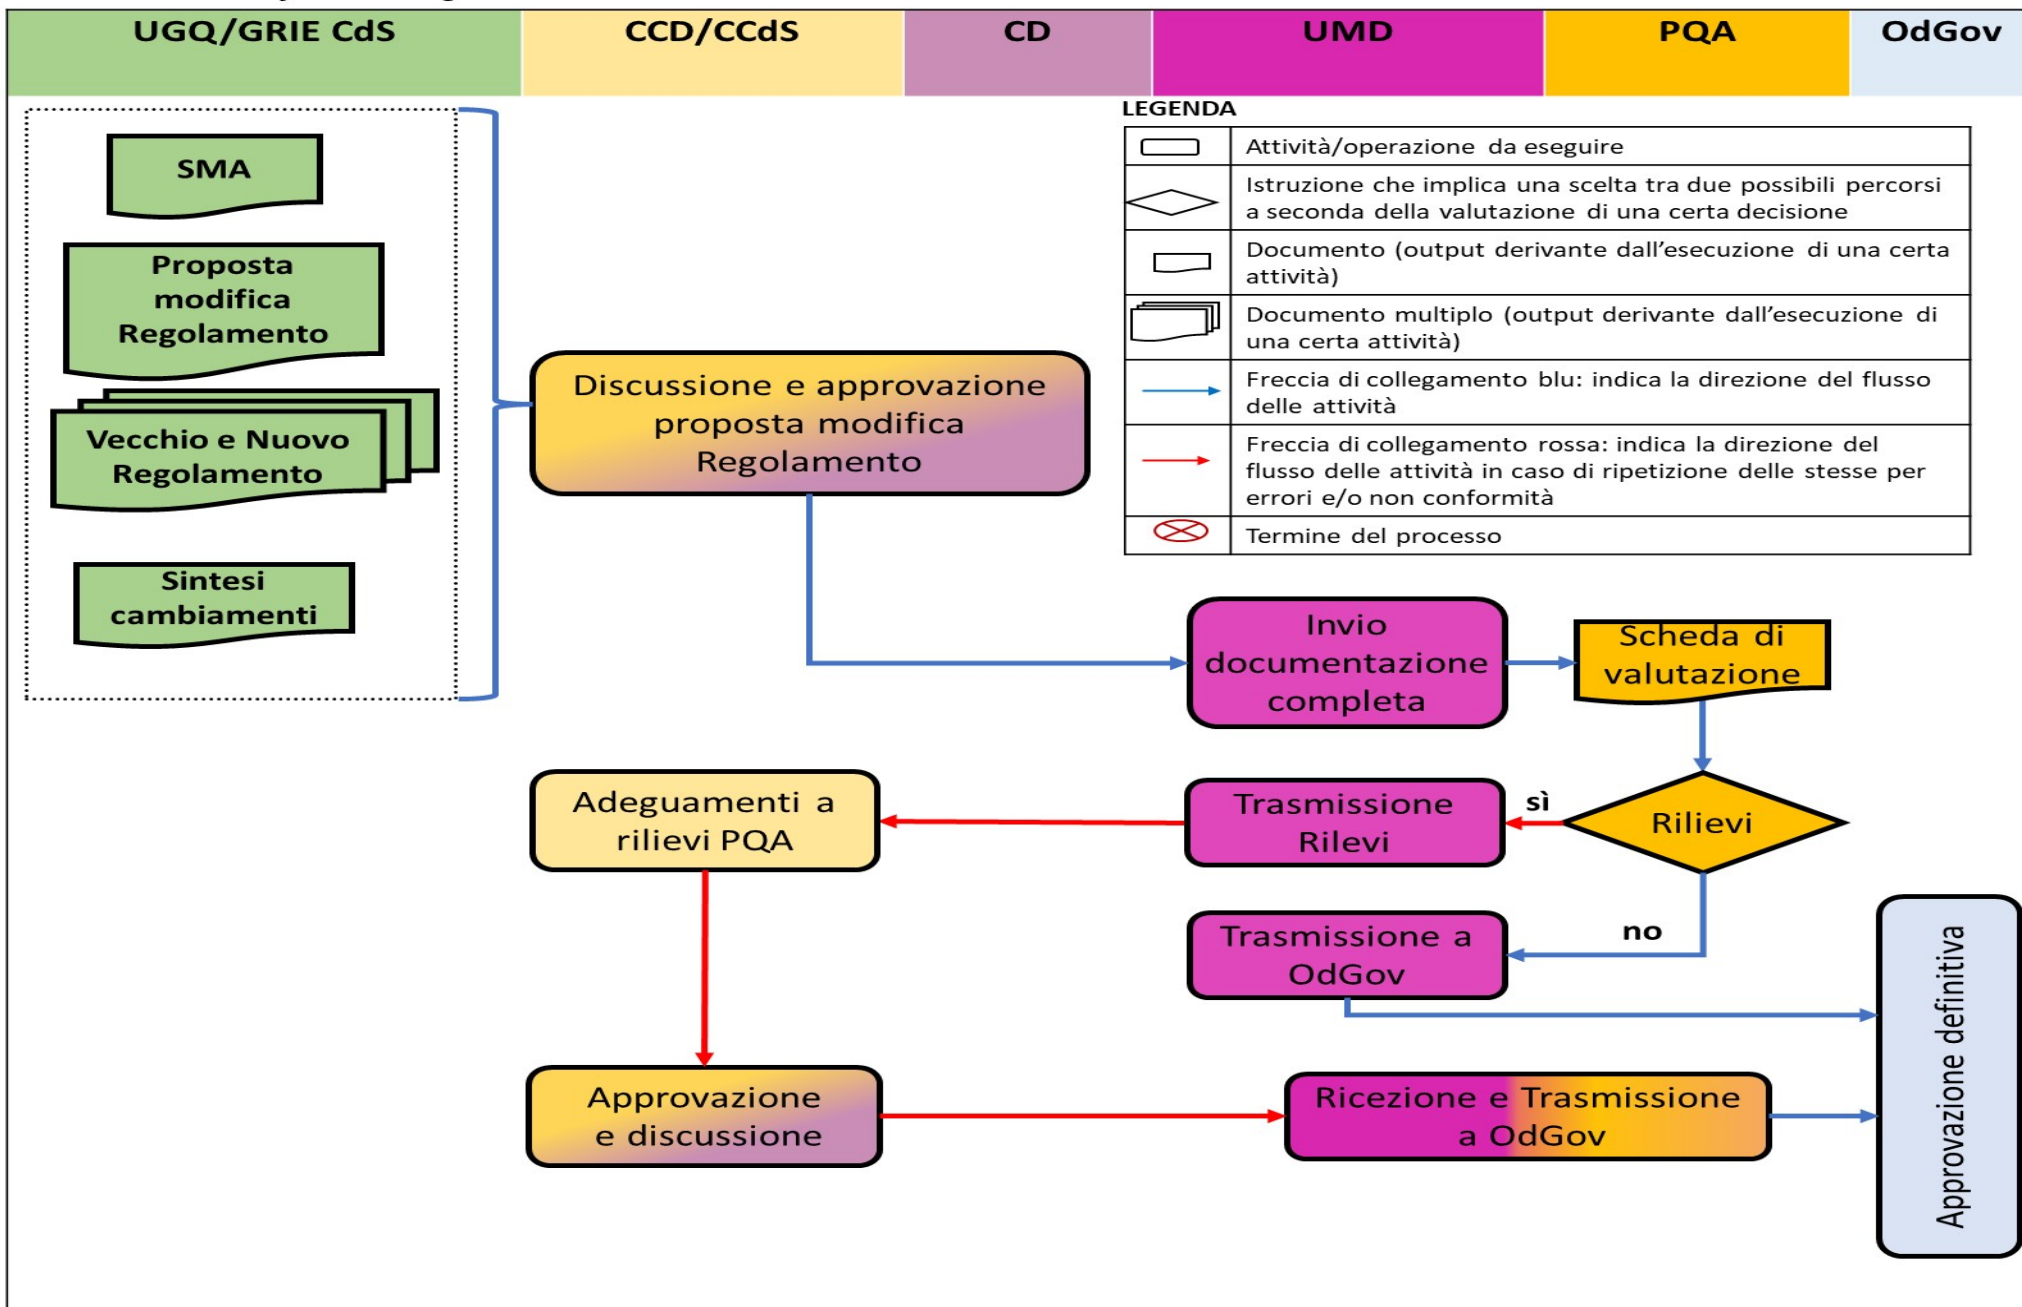 UGQ/GRIE CdS
CCD/CCdS
CD
UMD
PQA
OdGov
LEGENDA
Attività/operazione da eseguire
Istruzione che implica una scelta tra due possibili percorsi
a seconda della valutazione di una certa decisione
Documento (output derivante dall'esecuzione di una certa
attività)
Documento multiplo (output derivante dall'esecuzione di
una certa attività)
Freccia di collegamento blu: indica la direzione del flusso
delle attività
Freccia di collegamento rossa: indica la direzione del
flusso delle attività in caso di ripetizione delle stesse per
errori e/o non conformità
Termine del processo
SMA
Proposta
modifica
Regolamento
Vecchio e Nuovo
Regolamento
Sintesi
cambiamenti
Discussione e approvazione
proposta modifica
Regolamento
Invio
documentazione
completa
Scheda di
valutazione
Rilievi
sì
no
Trasmissione
Rilevi
Adeguamenti a
rilievi PQA
Trasmissione a
OdGov
Approvazione
e discussione
Ricezione e Trasmissione
a OdGov
Approvazione definitiva